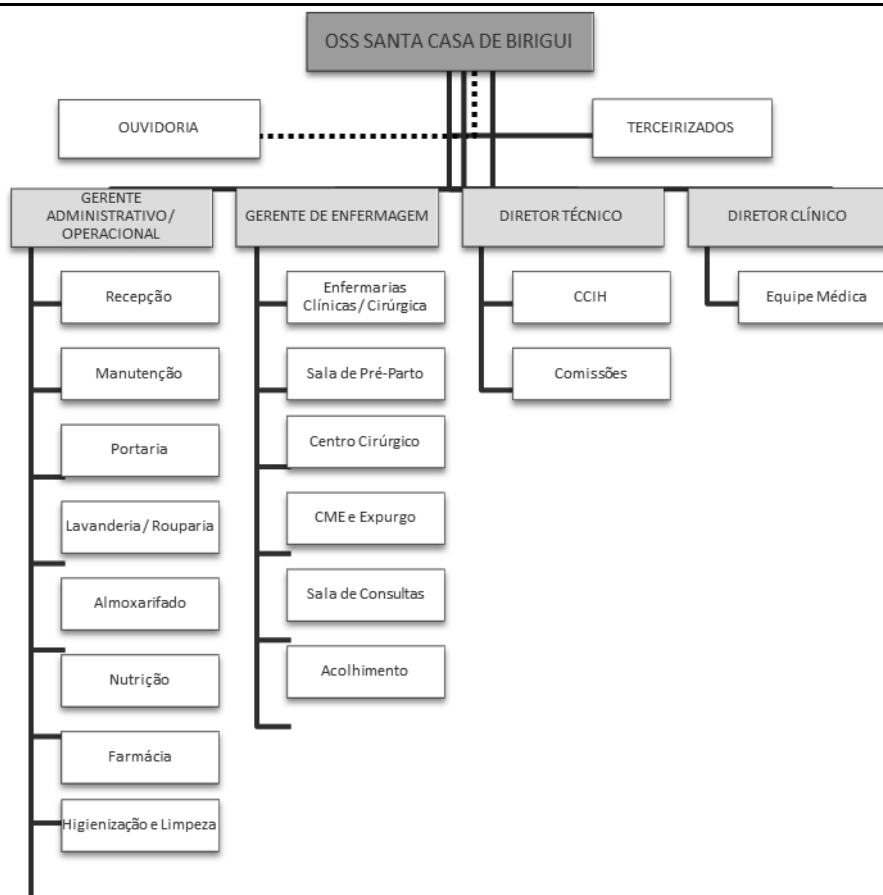 OSS SANTA CASA DE BIRIGUI
OUVIDORIA
TERCEIRIZADOS
GERENTE
ADMINISTRATIVO/
OPERACIONAL
GERENTE DE ENFERMAGEM
DIRETOR TÉCNICO
DIRETOR CLÍNICO
Recepção
Manutenção
Portaria
Lavanderia/ Rouparia
Almoxarifado
Nutrição
Farmácia
Higienização e Limpeza
Enfermarias
Clínicas/ Cirúrgica
Sala de Pré-Parto
Centro Cirúrgico
CME e Expurgo
Sala de Consultas
Acolhimento
CCIH
Comissões
Equipe Médica